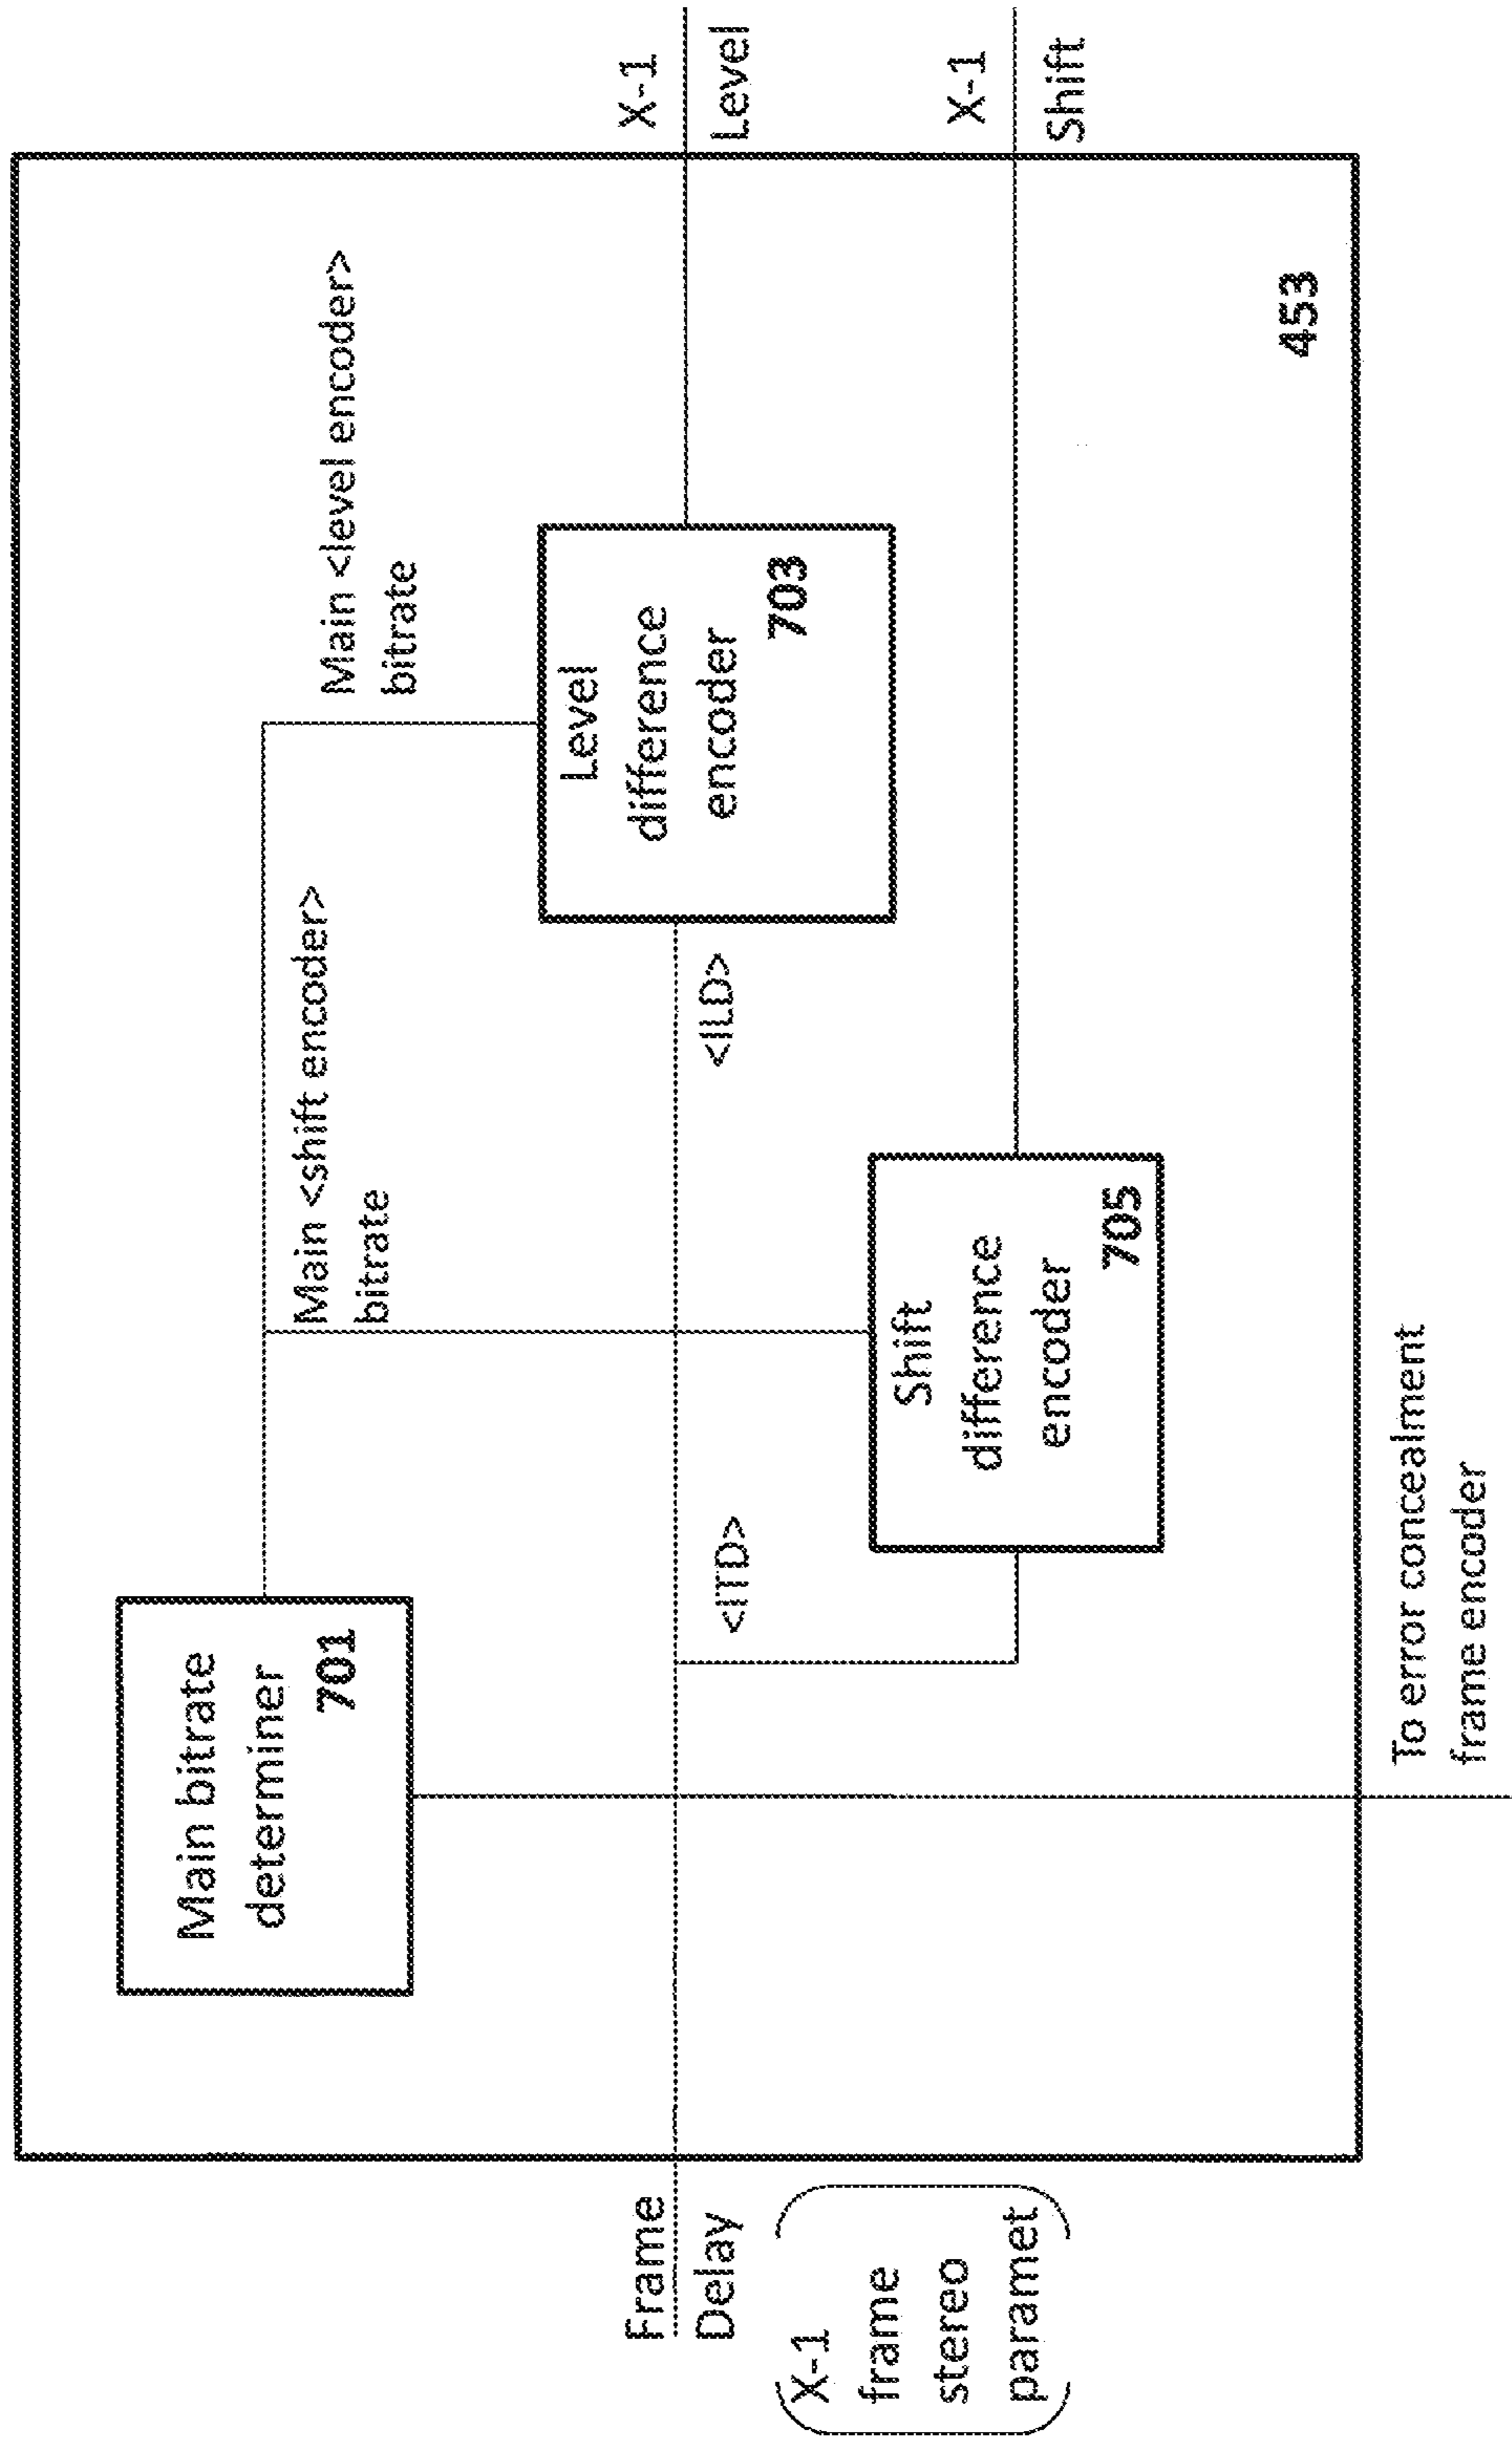 Main bitrate
determiner
701
Main <shift encoder>
bitrate
Main <level encoder>
bitrate
Frame
Delay
X-1
frame
stereo
paramet
<ITD>
<ILD>
Level
difference
encoder
703
X-1
Level
Shift
difference
encoder
705
X-1
Shift
453
To error concealment
frame encoder